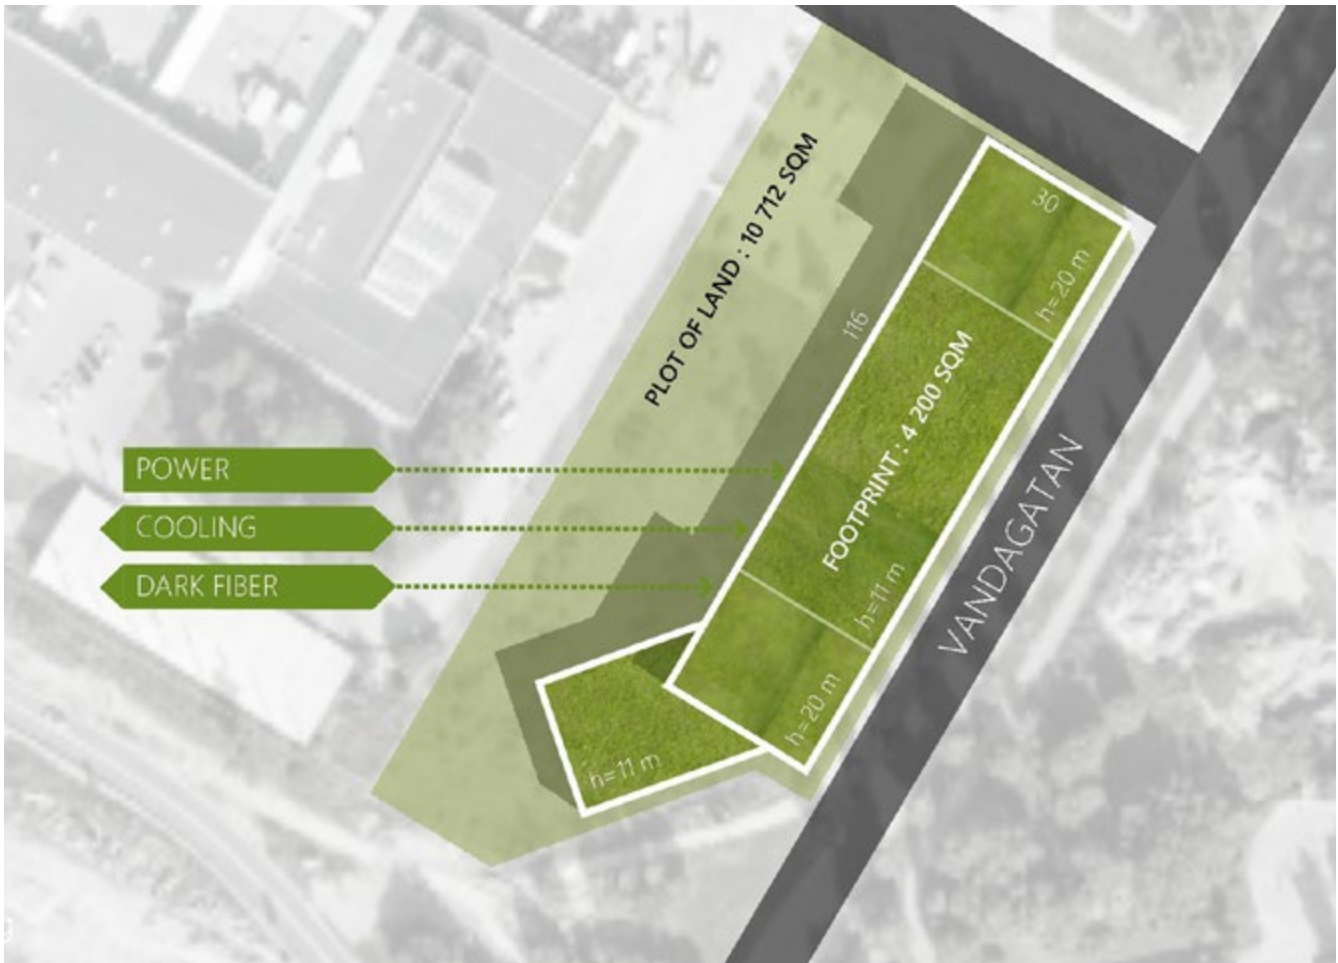 30
h=20 m
PLOT OF LAND : 10 712 SQM
116
FOOTPRINT : 4 200 SQM
POWER
COOLING
DARK FIBER
VANDAGATAN
h=11 m
h=20 m
h=11 m